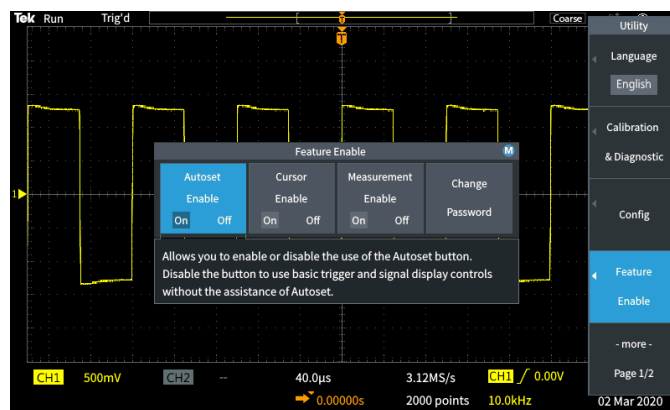 Tek Run Trig'd Coarse
Utility
Language
English
Calibration
& Diagnostic
Config
Feature
Enable
- more -
Page 1/2
Feature Enable M
Autoset
Enable
On Off
Cursor
Enable
On Off
Measurement
Enable
On Off
Change
Password
Allows you to enable or disable the use of the Autoset button.
Disable the button to use basic trigger and signal display controls
without the assistance of Autoset.
1
CH1 500mV CH2 -- 40.0µs 3.12MS/s CH1 0.00V
0.00000s 2000 points 10.0kHz 02 Mar 2020